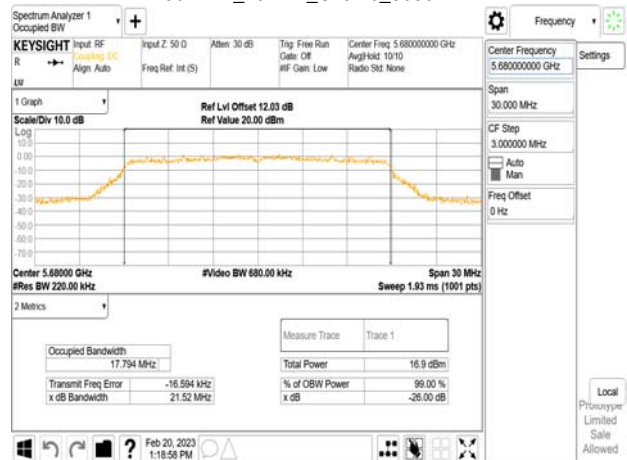 Spectrum Analyzer 1
Occupied BW
Frequency
KEYSIGHT
R
Input: RF
Coupling: DC
Align: Auto
Input Z: 50 Ω
Freq Ref: Int (S)
Atten: 30 dB
Trig: Free Run
Gate: Off
#IF Gain: Low
Center Freq: 5.680000000 GHz
Avg|Hold: 10/10
Radio Std: None
Center Frequency
5.680000000 GHz
Settings
Span
30.000 MHz
CF Step
3.000000 MHz
Auto
Man
Freq Offset
0 Hz
1 Graph
Scale/Div 10.0 dB
Ref Lvl Offset 12.03 dB
Ref Value 20.00 dBm
Log
10.0
0.00
-10.0
-20.0
-30.0
-40.0
-50.0
-60.0
-70.0
Center 5.68000 GHz
#Res BW 220.00 kHz
#Video BW 680.00 kHz
Span 30 MHz
Sweep 1.93 ms (1001 pts)
2 Metrics
Measure Trace
Trace 1
Occupied Bandwidth
17.794 MHz
Total Power
16.9 dBm
Transmit Freq Error
-16.594 kHz
% of OBW Power
99.00 %
x dB Bandwidth
21.52 MHz
x dB
-26.00 dB
Local
Prototype
Limited
Sale
Allowed
?
Feb 20, 2023
1:18:58 PM